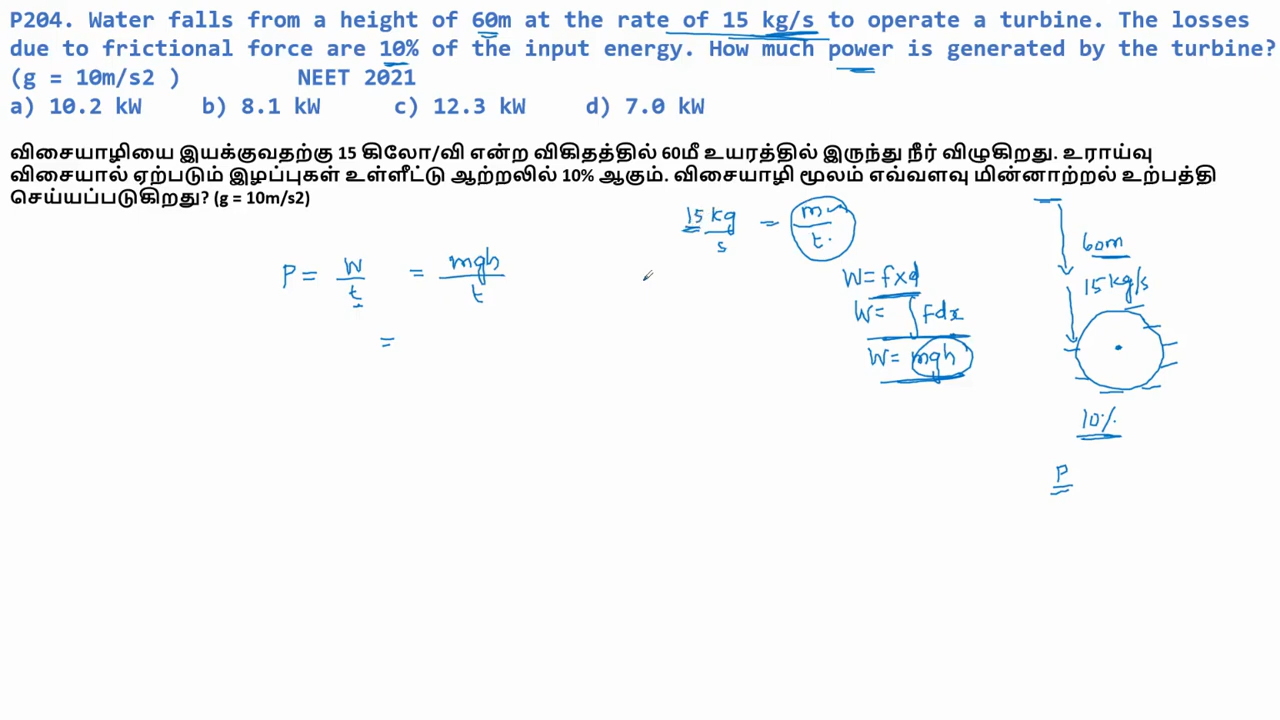 P204. Water falls from a height of 60m at the rate of 15 kg/s to operate a turbine. The losses
due to frictional force are 10% of the input energy. How much power is generated by the turbine?
(g = 10m/s2 ) NEET 2021
a) 10.2 kW b) 8.1 kW c) 12.3 kW d) 7.0 kW
விசையாழியை இயக்குவதற்கு 15 கிலோ/வி என்ற விகிதத்தில் 60மீ உயரத்தில் இருந்து நீர் விழுகிறது. உராய்வு
விசையால் ஏற்படும் இழப்புகள் உள்ளீட்டு ஆற்றலில் 10% ஆகும். விசையாழி மூலம் எவ்வளவு மின்னாற்றல் உற்பத்தி
செய்யப்படுகிறது? (g = 10m/s2)
15 kg/s = m/t.
60m
P = W/t = mgh/t
W = f x d
15 kg/s
W = ∫ F dx
=
W = mgh
10%
P